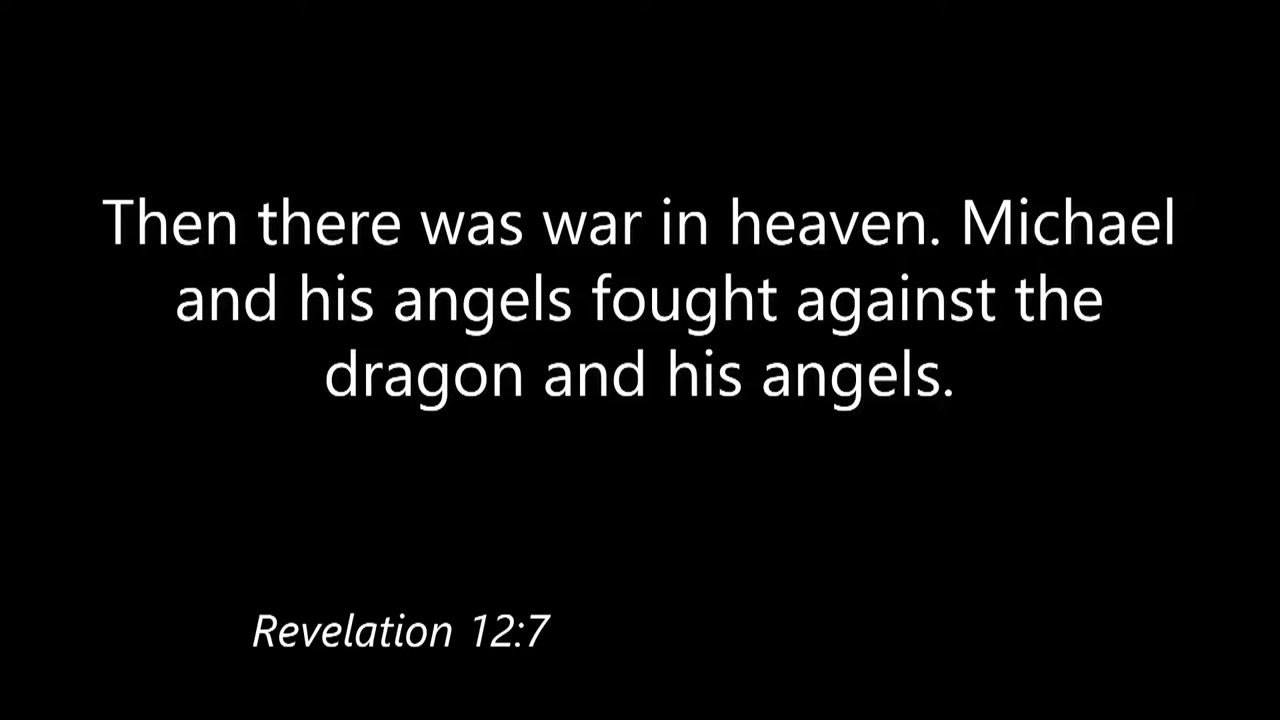 Then there was war in heaven. Michael
and his angels fought against the
dragon and his angels.
Revelation 12:7